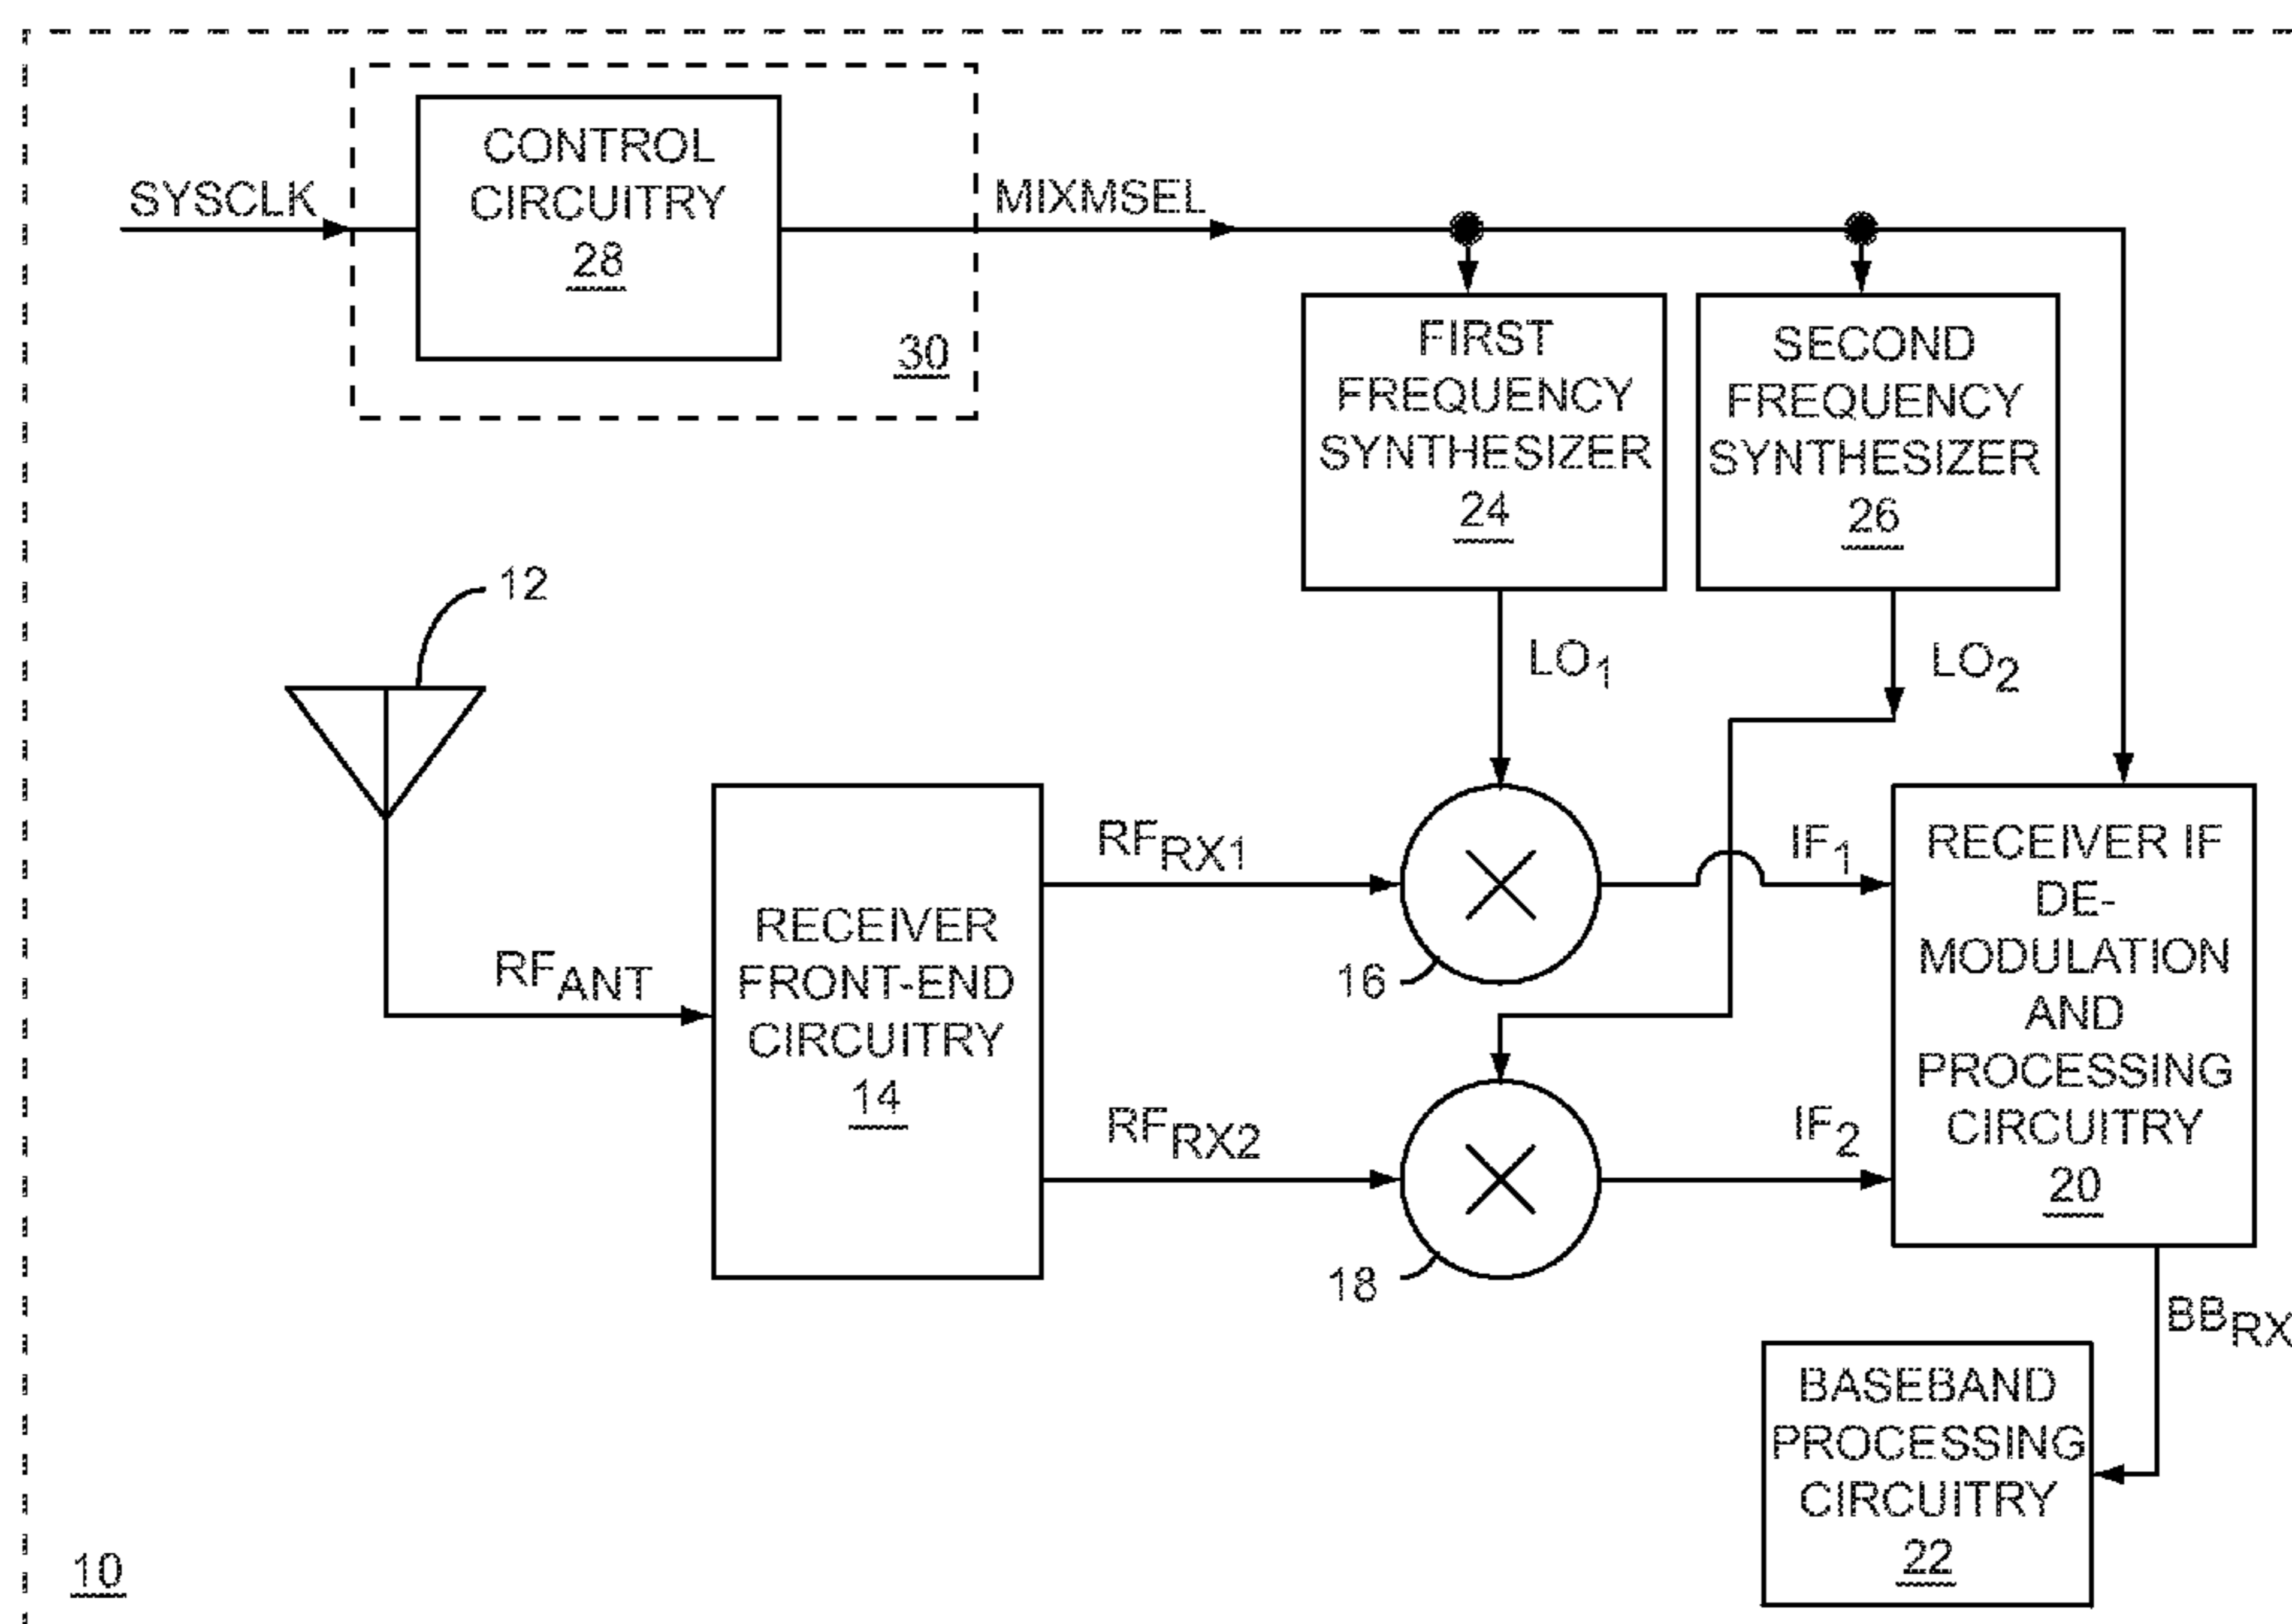 SYSCLK
CONTROL
CIRCUITRY
28
30
MIXMSEL
FIRST
FREQUENCY
SYNTHESIZER
24
SECOND
FREQUENCY
SYNTHESIZER
26
12
LO1
LO2
RFANT
RECEIVER
FRONT-END
CIRCUITRY
14
RFRX1
16
IF1
RFRX2
18
IF2
RECEIVER IF
DE-
MODULATION
AND
PROCESSING
CIRCUITRY
20
BBRX
BASEBAND
PROCESSING
CIRCUITRY
22
10